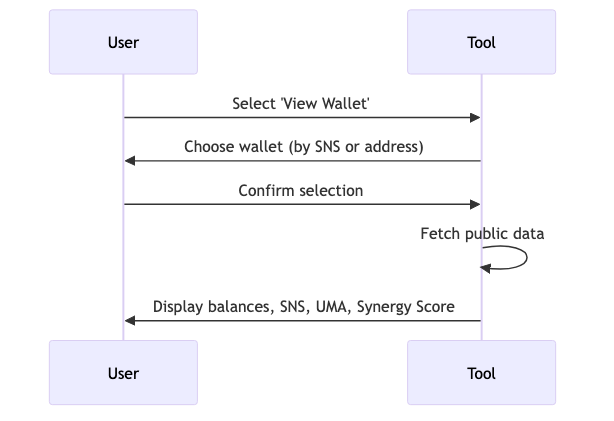 User
Tool
Select 'View Wallet'
Choose wallet (by SNS or address)
Confirm selection
Fetch public data
Display balances, SNS, UMA, Synergy Score
User
Tool